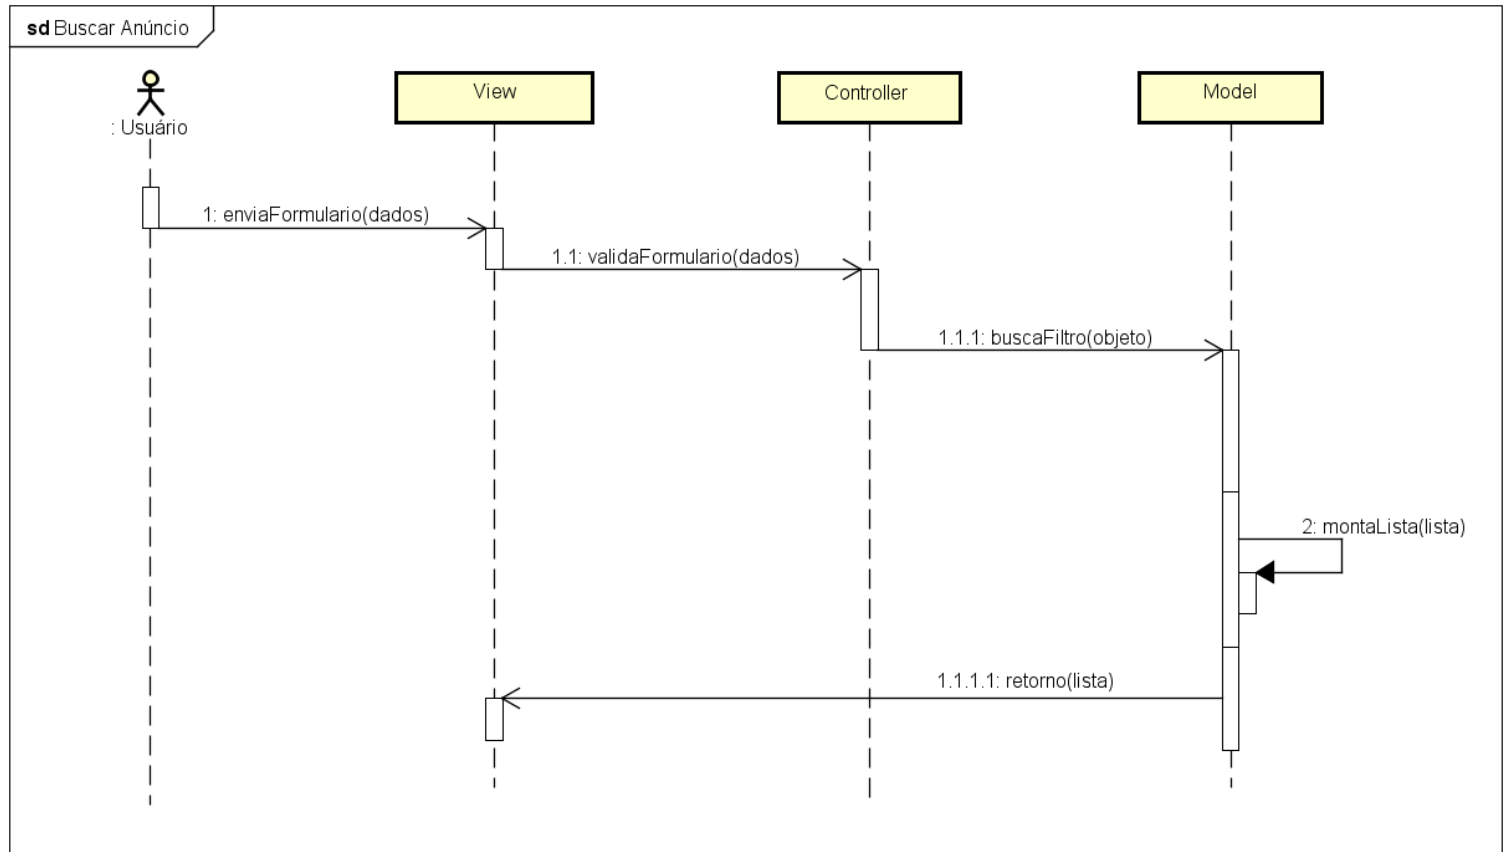 sd Buscar Anúncio
: Usuário
View
Controller
Model
1: enviaFormulario(dados)
1.1: validaFormulario(dados)
1.1.1: buscaFiltro(objeto)
2: montaLista(lista)
1.1.1.1: retorno(lista)